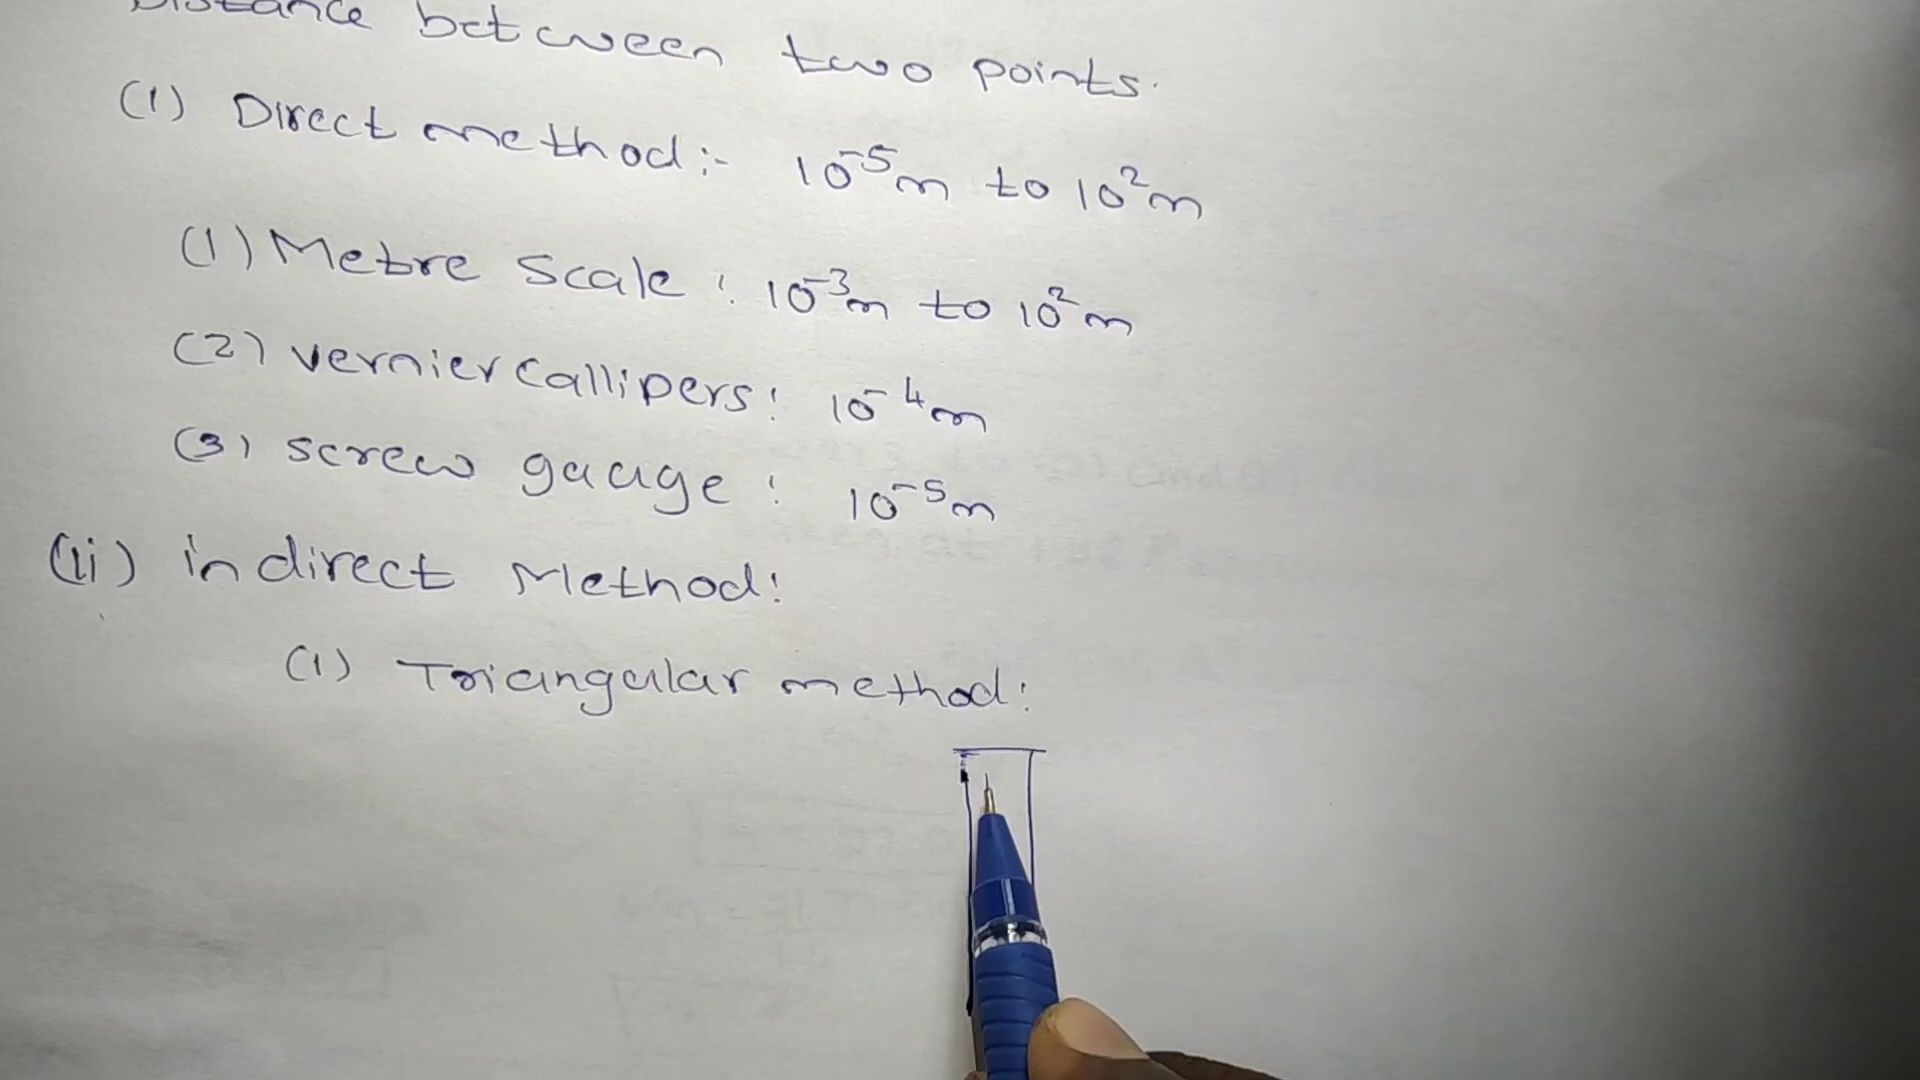 Distance between two points.
(1) Direct method:- 10⁻⁵m to 10²m
(1) Metre Scale : 10⁻³m to 10²m
(2) vernier callipers : 10⁻⁴m
(3) screw gauge : 10⁻⁵m
(ii) indirect Method:
(1) Triangular method: